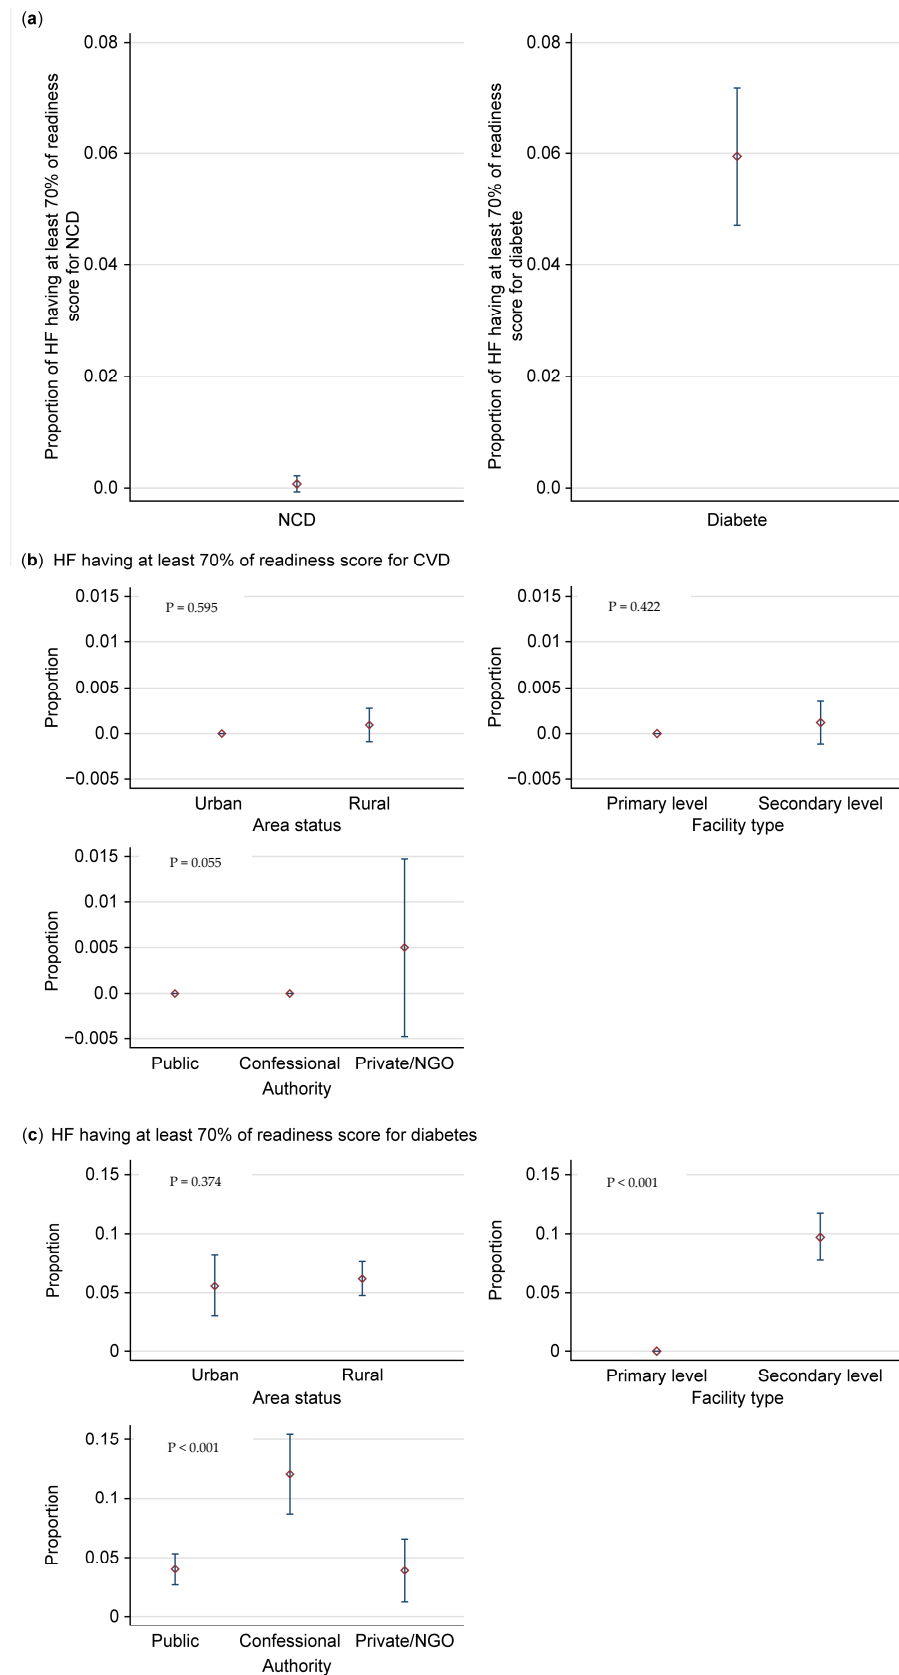 (a)
Proportion of HF having at least 70% of readiness
score for NCD
0.08
0.06
0.04
0.02
0.0
NCD
Proportion of HF having at least 70% of readiness
score for diabete
0.08
0.06
0.04
0.02
0.0
Diabete
(b) HF having at least 70% of readiness score for CVD
Proportion
0.015
0.01
0.005
0.0
−0.005
P = 0.595
Urban Rural
Area status
Proportion
0.015
0.01
0.005
0.0
−0.005
P = 0.422
Primary level Secondary level
Facility type
Proportion
0.015
0.01
0.005
0.0
−0.005
P = 0.055
Public Confessional Private/NGO
Authority
(c) HF having at least 70% of readiness score for diabetes
Proportion
0.15
0.1
0.05
0
P = 0.374
Urban Rural
Area status
Proportion
0.15
0.1
0.05
0
P < 0.001
Primary level Secondary level
Facility type
Proportion
0.15
0.1
0.05
0
P < 0.001
Public Confessional Private/NGO
Authority